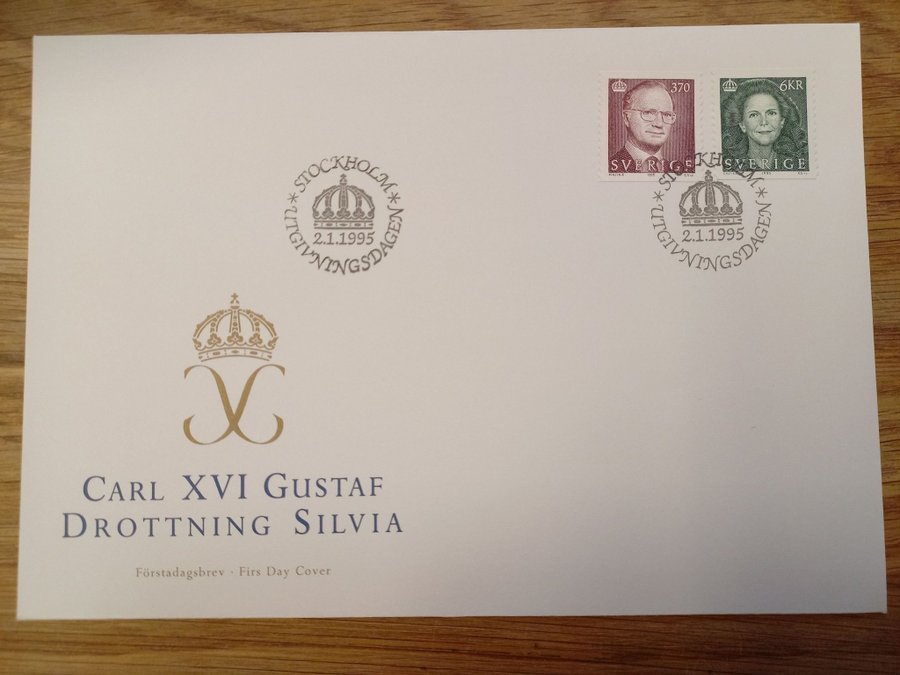 370
SVERIGE
6KR
SVERIGE
*STOCKHOLM*
2.1.1995
UTGIVNINGSDAGEN
*STOCKHOLM*
2.1.1995
UTGIVNINGSDAGEN
CARL XVI GUSTAF
DROTTNING SILVIA
Förstadagsbrev · Firs Day Cover